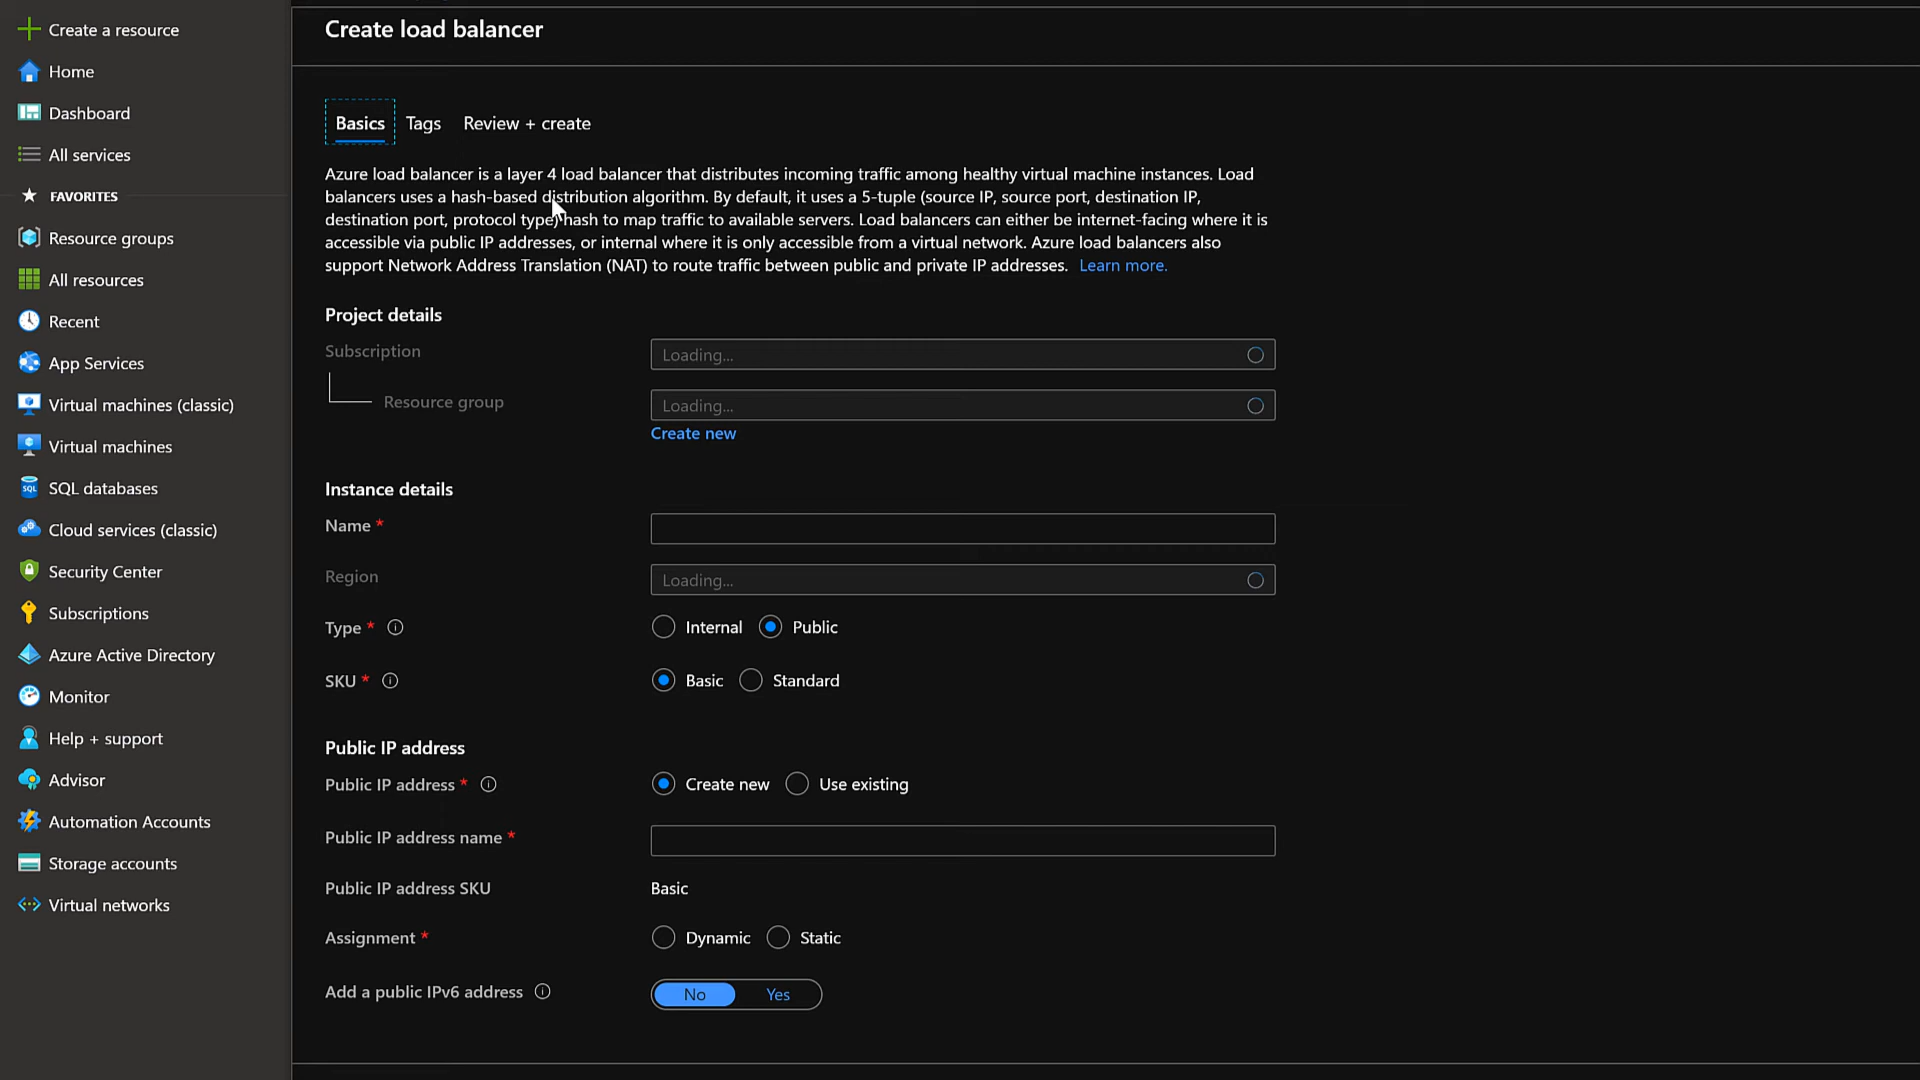 Create a resource
Home
Dashboard
All services
FAVORITES
Resource groups
All resources
Recent
App Services
Virtual machines (classic)
Virtual machines
SQL databases
Cloud services (classic)
Security Center
Subscriptions
Azure Active Directory
Monitor
Help + support
Advisor
Automation Accounts
Storage accounts
Virtual networks
Create load balancer
Basics Tags Review + create
Azure load balancer is a layer 4 load balancer that distributes incoming traffic among healthy virtual machine instances. Load
balancers uses a hash-based distribution algorithm. By default, it uses a 5-tuple (source IP, source port, destination IP,
destination port, protocol type) hash to map traffic to available servers. Load balancers can either be internet-facing where it is
accessible via public IP addresses, or internal where it is only accessible from a virtual network. Azure load balancers also
support Network Address Translation (NAT) to route traffic between public and private IP addresses. Learn more.
Project details
Subscription Loading...
Resource group Loading...
Create new
Instance details
Name *
Region Loading...
Type * Internal Public
SKU * Basic Standard
Public IP address
Public IP address * Create new Use existing
Public IP address name *
Public IP address SKU Basic
Assignment * Dynamic Static
Add a public IPv6 address No Yes